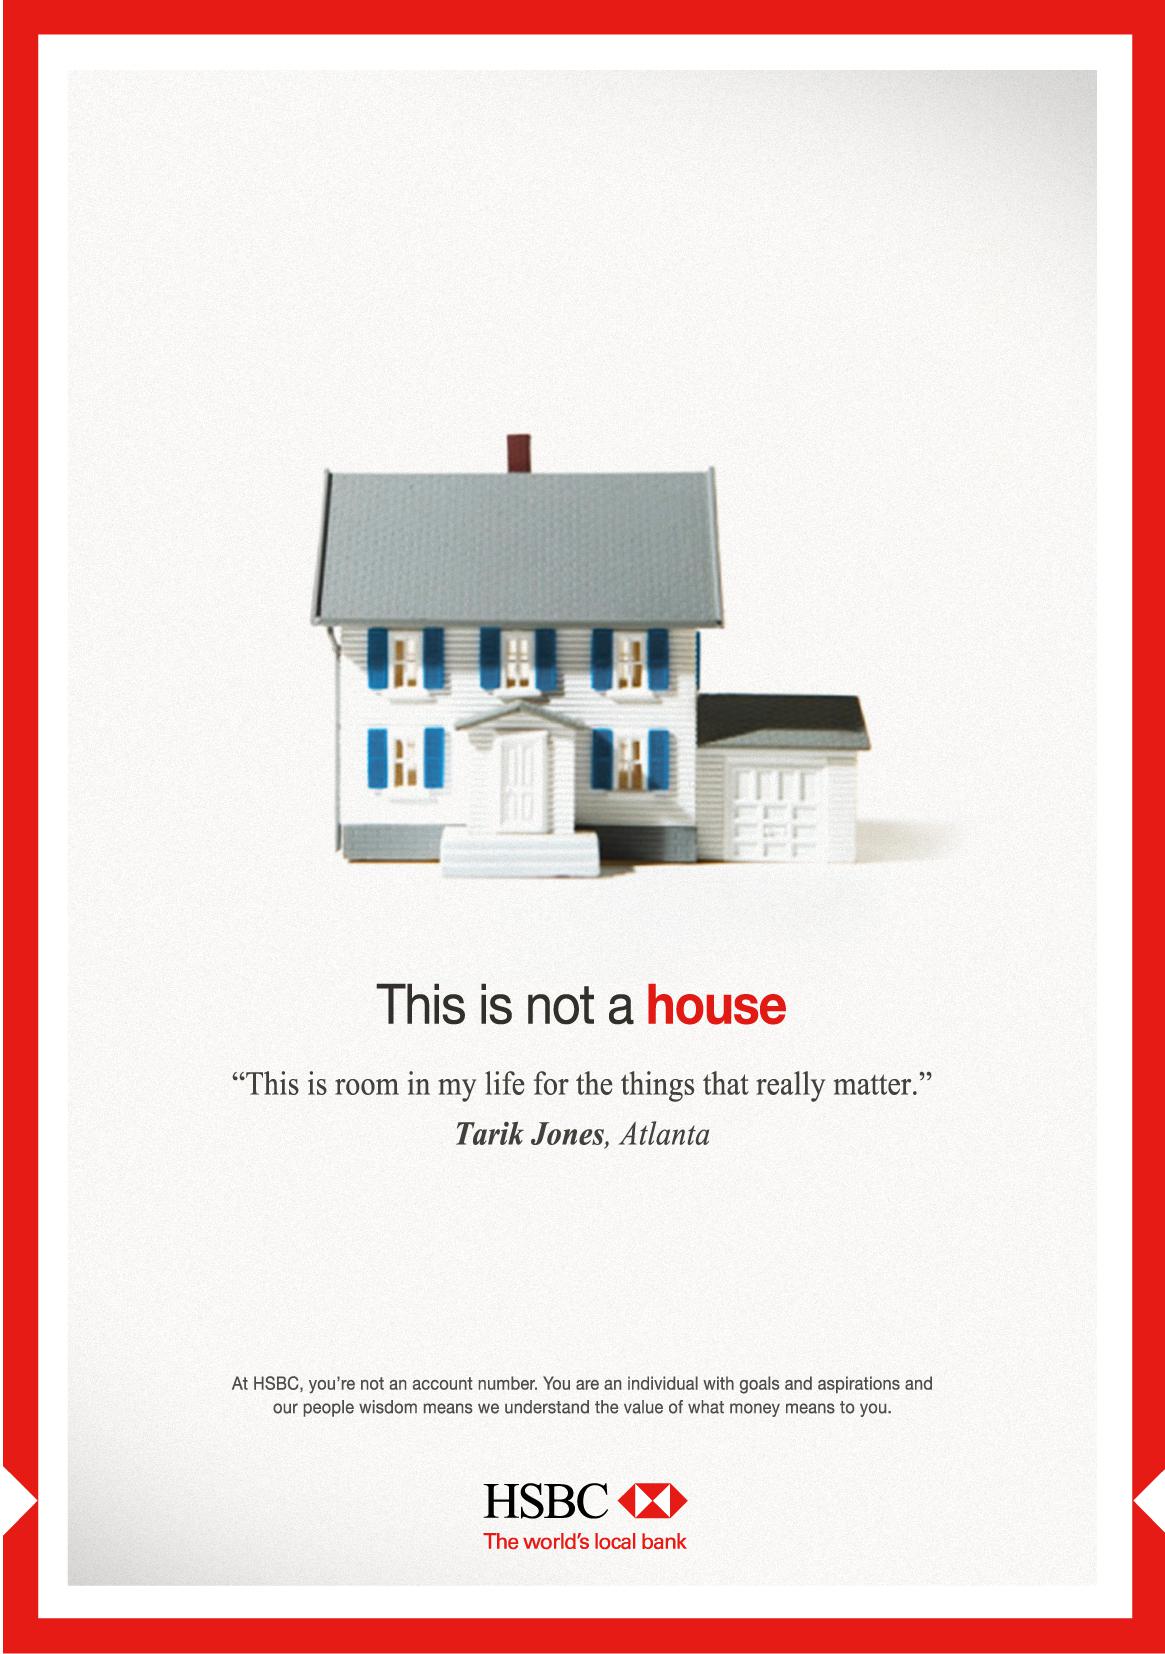 This is not a house
“This is room in my life for the things that really matter.”
Tarik Jones, Atlanta
At HSBC, you’re not an account number. You are an individual with goals and aspirations and
our people wisdom means we understand the value of what money means to you.
HSBC
The world’s local bank